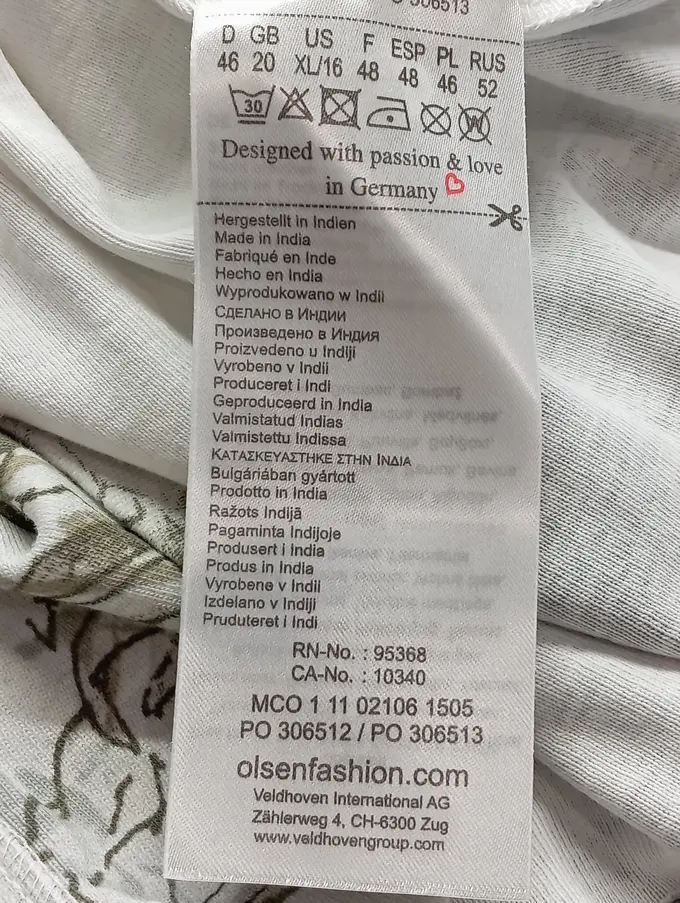 306513
D GB US F ESP PL RUS
46 20 XL/16 48 48 46 52
30
W
Designed with passion & love
in Germany
Hergestellt in Indien
Made in India
Fabriqué en Inde
Hecho en India
Wyprodukowano w Indii
СДЕЛАНО В ИНДИИ
Произведено в Индия
Proizvedeno u Indiji
Vyrobeno v Indii
Produceret i Indi
Geproduceerd in India
Valmistatud Indias
Valmistettu Indissa
ΚΑΤΑΣΚΕΥΑΣΤΗΚΕ ΣΤΗΝ ΙΝΔΙΑ
Bulgáriában gyártott
Prodotto in India
Ražots Indijā
Pagaminta Indijoje
Produsert i India
Produs in India
Vyrobene v Indii
Izdelano v Indiji
Pruduteret i Indi
RN-No. : 95368
CA-No. : 10340
MCO 1 11 02106 1505
PO 306512 / PO 306513
olsenfashion.com
Veldhoven International AG
Zählerweg 4, CH-6300 Zug
www.veldhovengroup.com